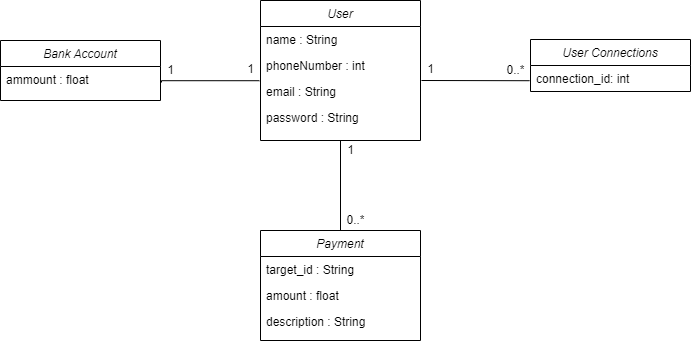 User
name : String
phoneNumber : int
email : String
password : String
Bank Account
ammount : float
1
1
User Connections
connection_id: int
1
0..*
1
0..*
Payment
target_id : String
amount : float
description : String